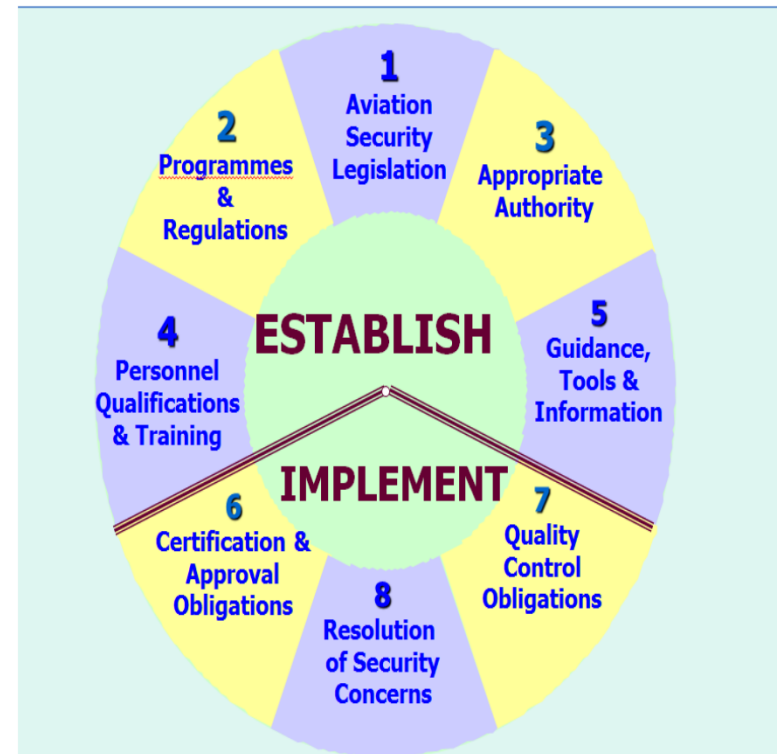 1
Aviation
Security
Legislation
2
Programmes
&
Regulations
3
Appropriate
Authority
4
Personnel
Qualifications
& Training
5
Guidance,
Tools &
Information
ESTABLISH
IMPLEMENT
6
Certification &
Approval
Obligations
7
Quality
Control
Obligations
8
Resolution
of Security
Concerns